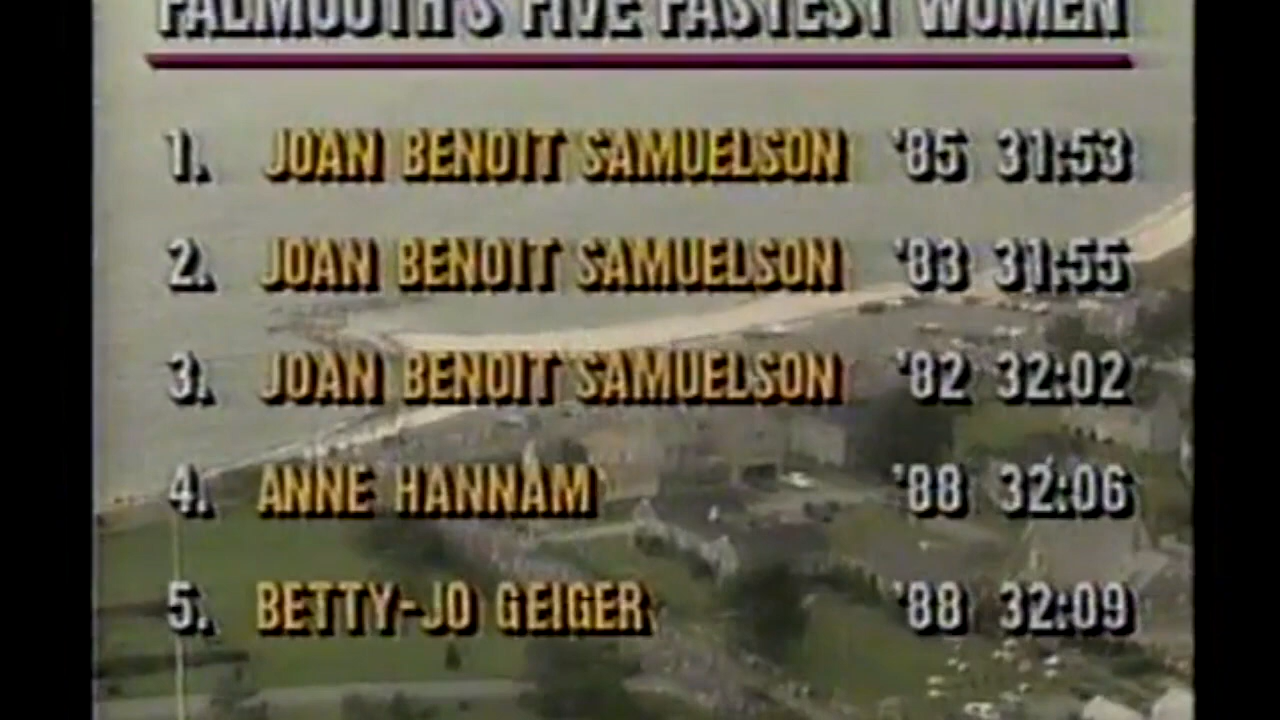 FALMOUTH'S FIVE FASTEST WOMEN
1. JOAN BENOIT SAMUELSON '85 31:53
2. JOAN BENOIT SAMUELSON '83 31:55
3. JOAN BENOIT SAMUELSON '82 32:02
4. ANNE HANNAM '88 32:06
5. BETTY-JO GEIGER '88 32:09